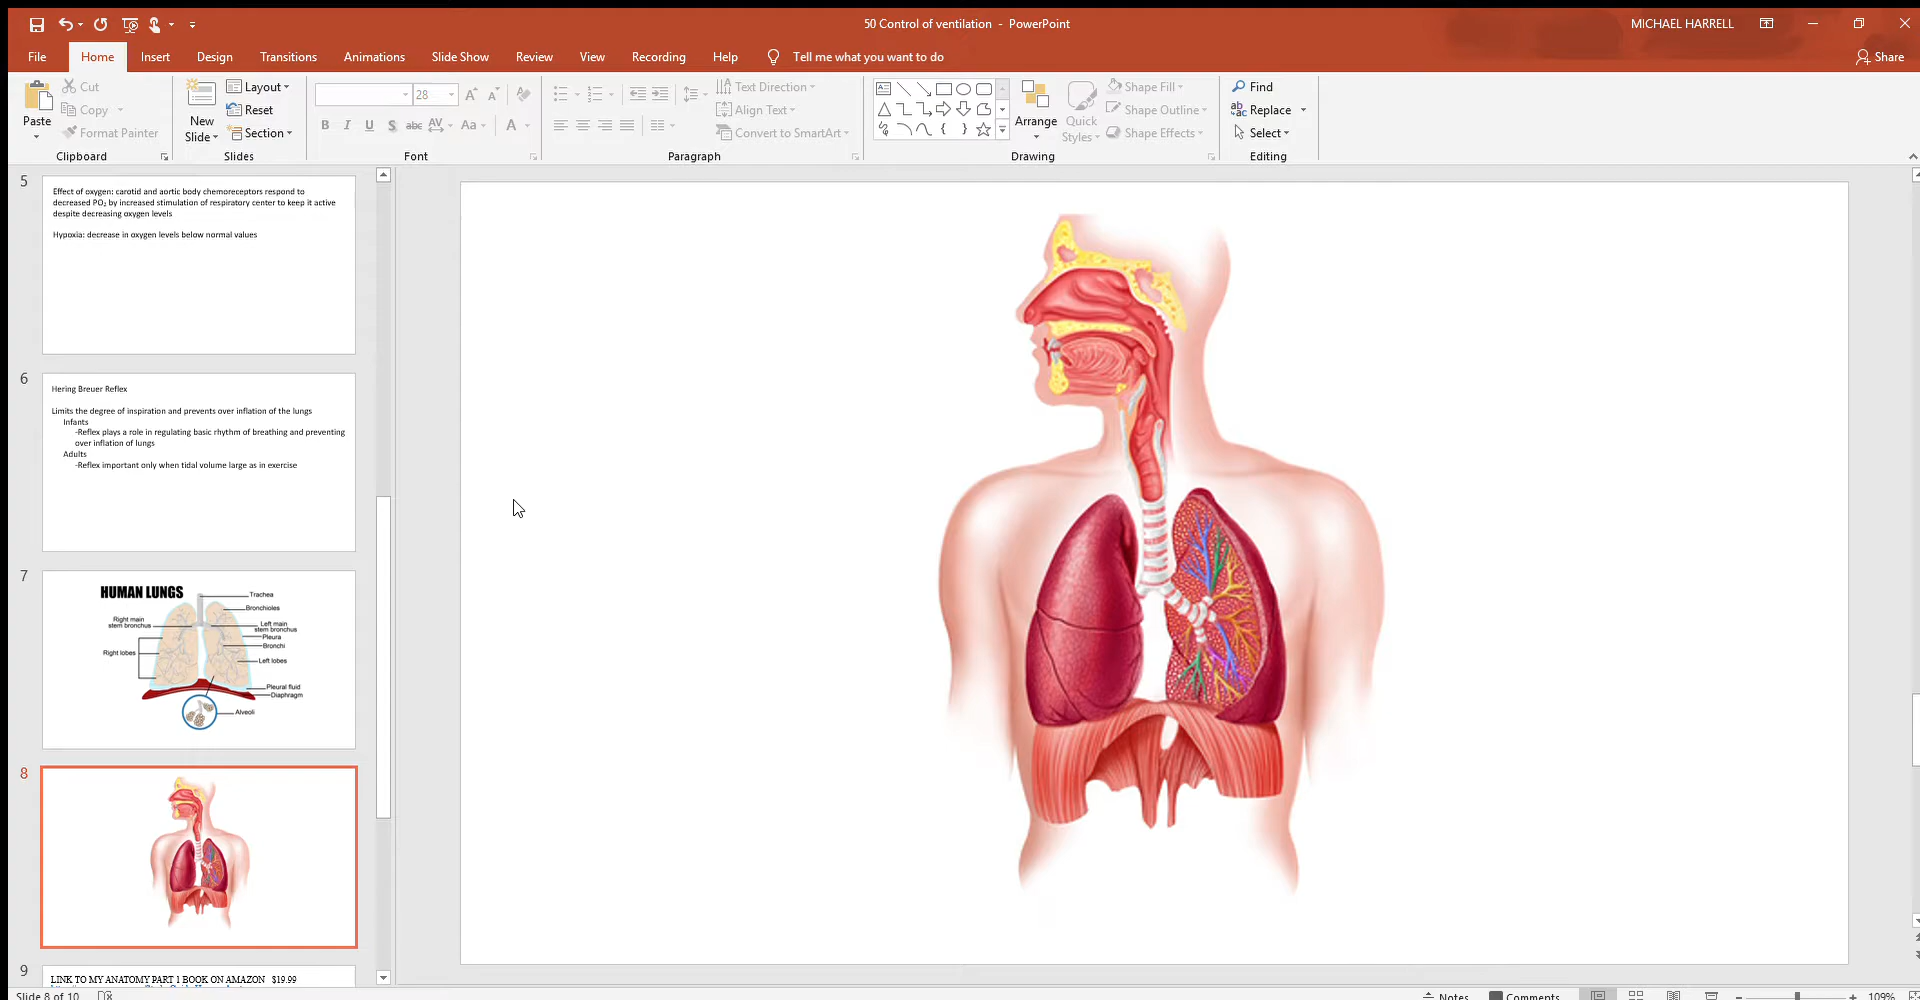 50 Control of ventilation - PowerPoint
MICHAEL HARRELL
File Home Insert Design Transitions Animations Slide Show Review View Recording Help Tell me what you want to do
Share
Paste
Cut
Copy
Format Painter
Clipboard
New
Slide
Layout
Reset
Section
Slides
28
B I U S abc AV Aa A
Font
Text Direction
Align Text
Convert to SmartArt
Paragraph
Arrange
Quick
Styles
Shape Fill
Shape Outline
Shape Effects
Drawing
Find
Replace
Select
Editing
5
Effect of oxygen: carotid and aortic body chemoreceptors respond to
decreased PO₂ by increased stimulation of respiratory center to keep it active
despite decreasing oxygen levels
Hypoxia: decrease in oxygen levels below normal values
6
Hering Breuer Reflex
Limits the degree of inspiration and prevents over inflation of the lungs
Infants
-Reflex plays a role in regulating basic rhythm of breathing and preventing
over inflation of lungs
Adults
-Reflex important only when tidal volume large as in exercise
7
HUMAN LUNGS
Trachea
Bronchioles
Right main
stem bronchus
Left main
stem bronchus
Pleura
Bronchi
Right lobes
Left lobes
Pleural fluid
Diaphragm
Alveoli
8
9
LINK TO MY ANATOMY PART 1 BOOK ON AMAZON $19.99
Slide 8 of 10
Notes
Comments
109%